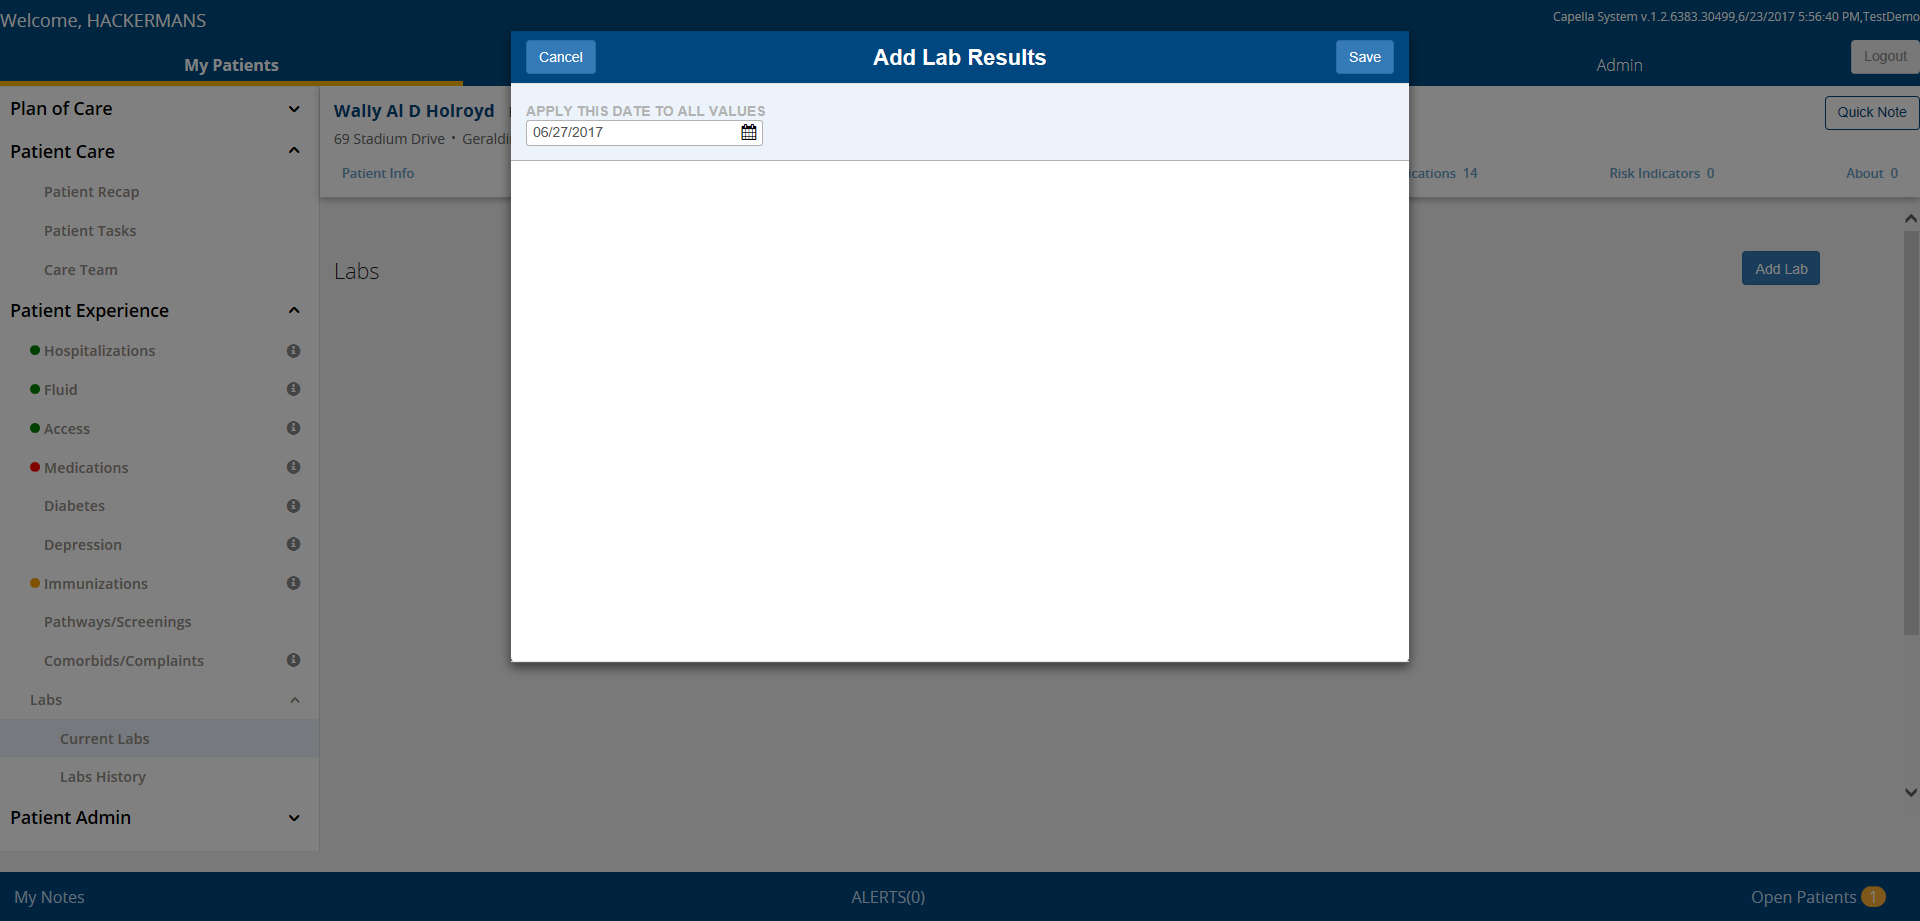 Welcome, HACKERMANS
Capella System v.1.2.6383.30499,6/23/2017 5:56:40 PM,TestDemo
My Patients
Admin
Logout
Cancel
Add Lab Results
Save
APPLY THIS DATE TO ALL VALUES
06/27/2017
Plan of Care
Patient Care
Patient Recap
Patient Tasks
Care Team
Patient Experience
Hospitalizations
Fluid
Access
Medications
Diabetes
Depression
Immunizations
Pathways/Screenings
Comorbids/Complaints
Labs
Current Labs
Labs History
Patient Admin
Wally Al D Holroyd
69 Stadium Drive •
Quick Note
Patient Info
14
Risk Indicators 0
About 0
Labs
Add Lab
My Notes
ALERTS(0)
Open Patients 1